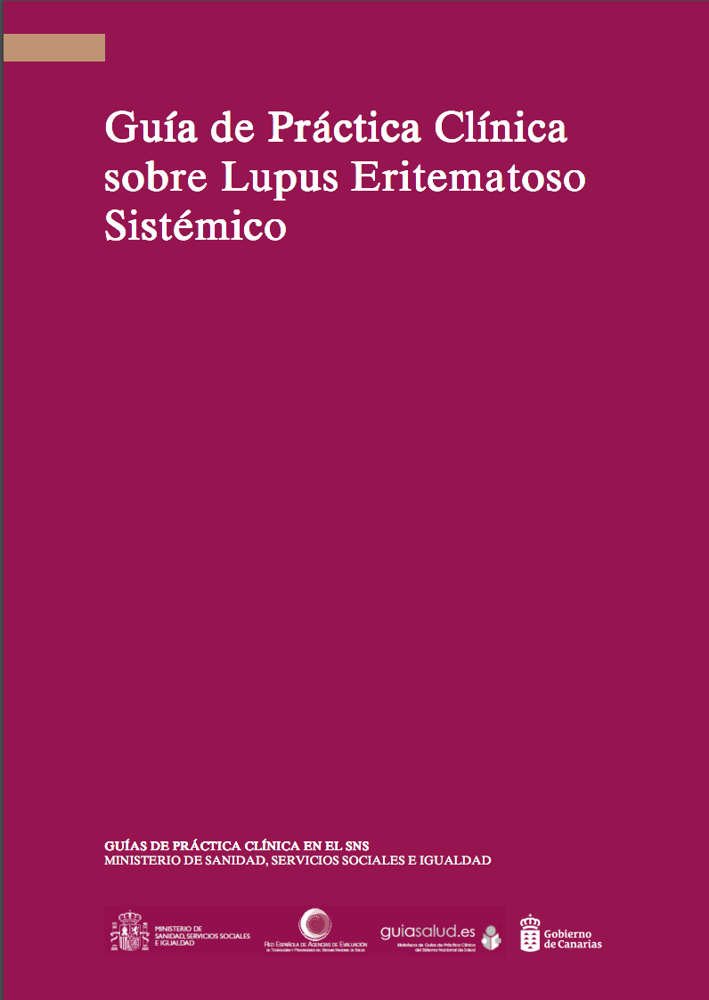 Guía de Práctica Clínica
sobre Lupus Eritematoso
Sistémico
GUÍAS DE PRÁCTICA CLÍNICA EN EL SNS
MINISTERIO DE SANIDAD, SERVICIOS SOCIALES E IGUALDAD
MINISTERIO DE
SANIDAD, SERVICIOS SOCIALES
E IGUALDAD
RED ESPAÑOLA DE AGENCIAS DE EVALUACIÓN
DE TECNOLOGÍAS Y PRESTACIONES DEL SISTEMA NACIONAL DE SALUD
guiasalud.es
Biblioteca de Guías de Práctica Clínica
del Sistema Nacional de Salud
Gobierno
de Canarias